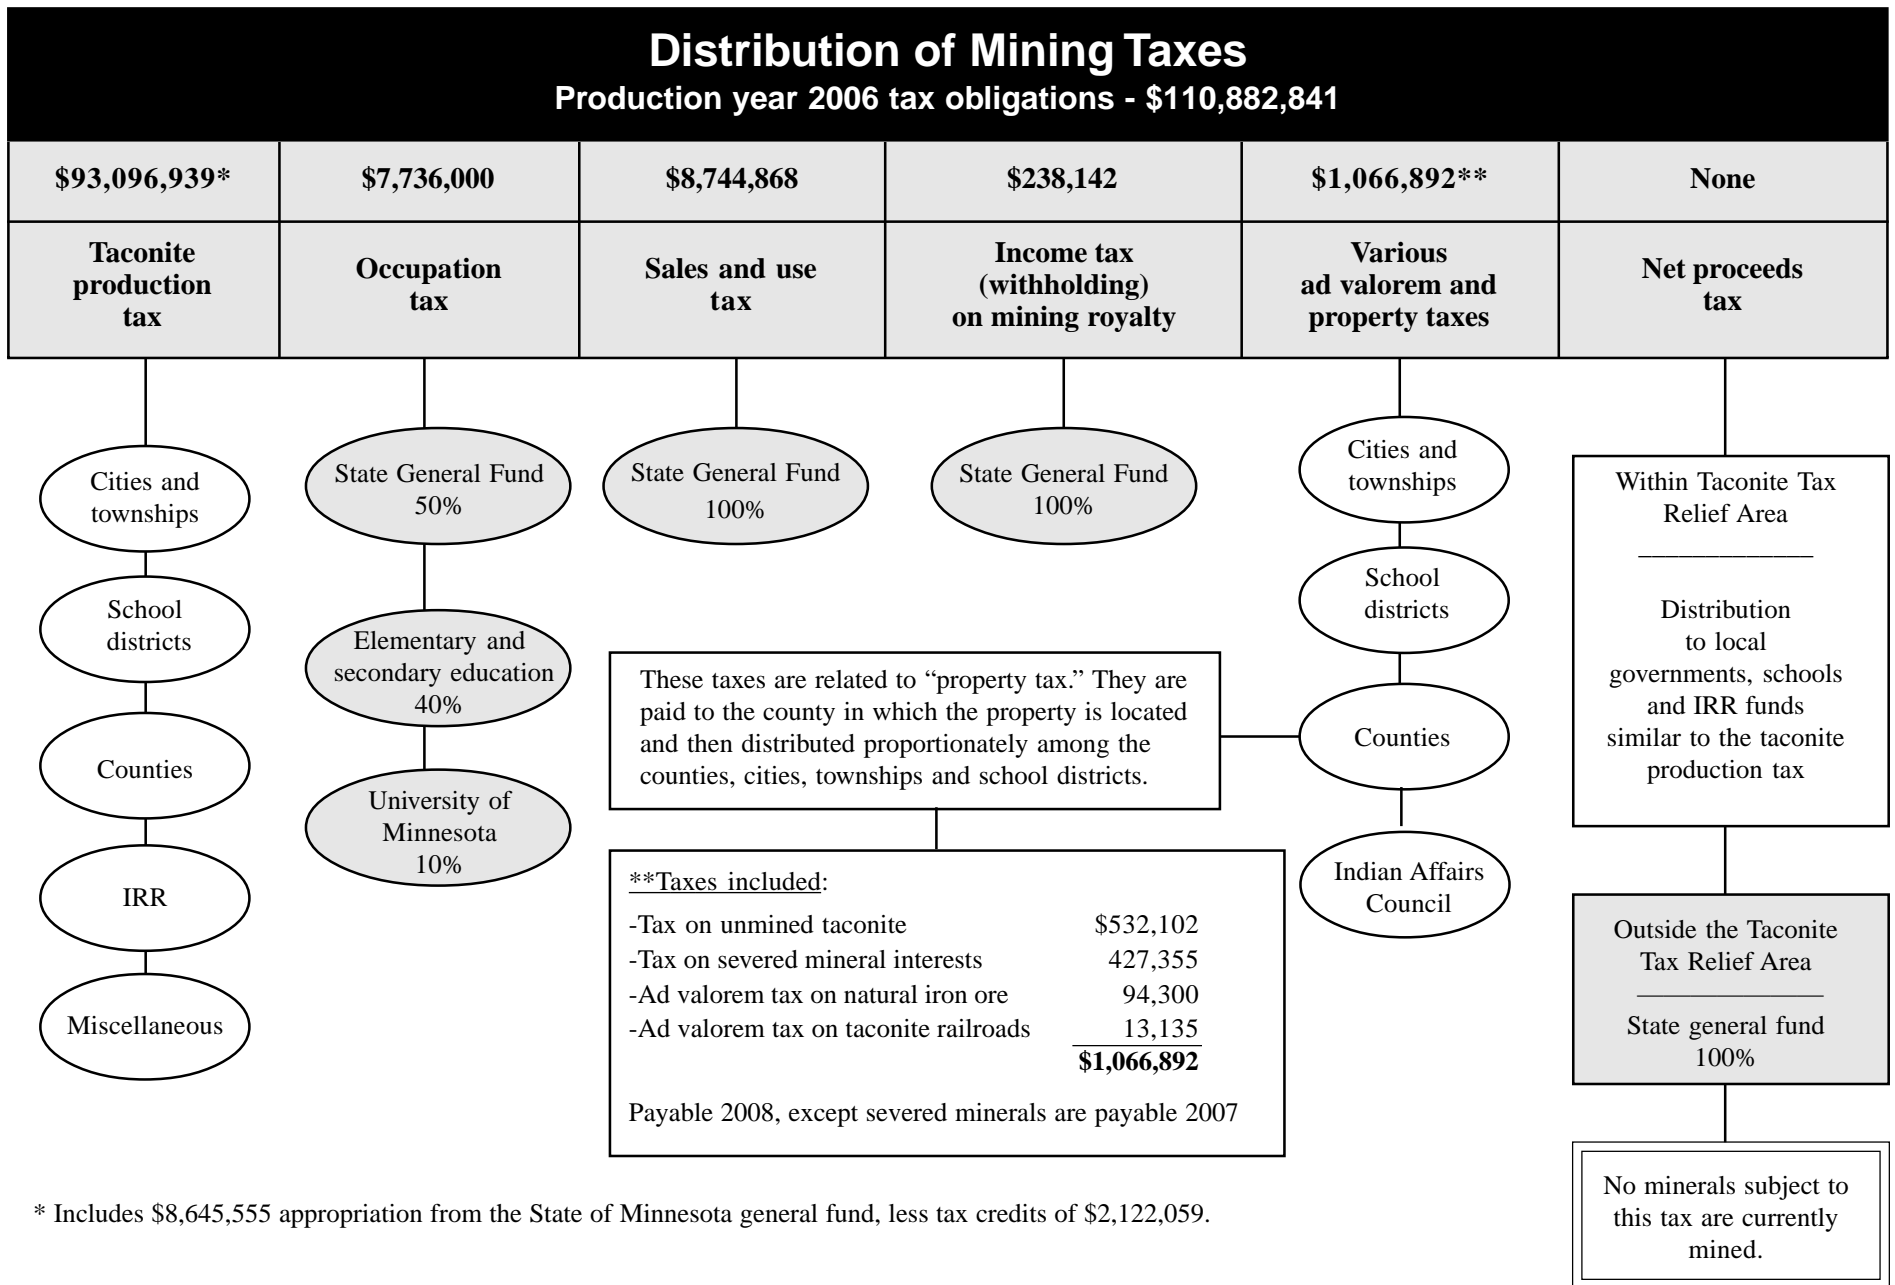 Distribution of Mining Taxes
Production year 2006 tax obligations - $110,882,841
$93,096,939*
$7,736,000
$8,744,868
$238,142
$1,066,892**
None
Taconite
production
tax
Occupation
tax
Sales and use
tax
Income tax
(withholding)
on mining royalty
Various
ad valorem and
property taxes
Net proceeds
tax
Cities and
townships
School
districts
Counties
IRR
Miscellaneous
State General Fund
50%
Elementary and
secondary education
40%
University of
Minnesota
10%
State General Fund
100%
State General Fund
100%
Cities and
townships
School
districts
Counties
Indian Affairs
Council
These taxes are related to “property tax.” They are
paid to the county in which the property is located
and then distributed proportionately among the
counties, cities, townships and school districts.
**Taxes included:
-Tax on unmined taconite $532,102
-Tax on severed mineral interests 427,355
-Ad valorem tax on natural iron ore 94,300
-Ad valorem tax on taconite railroads 13,135
$1,066,892
Payable 2008, except severed minerals are payable 2007
Within Taconite Tax
Relief Area
Distribution
to local
governments, schools
and IRR funds
similar to the taconite
production tax
Outside the Taconite
Tax Relief Area
State general fund
100%
No minerals subject to
this tax are currently
mined.
* Includes $8,645,555 appropriation from the State of Minnesota general fund, less tax credits of $2,122,059.